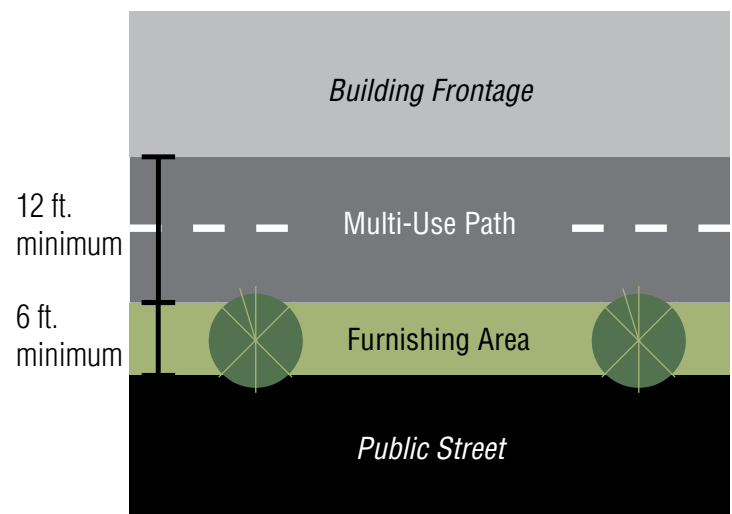 Building Frontage
12 ft.
minimum
Multi-Use Path
6 ft.
minimum
Furnishing Area
Public Street